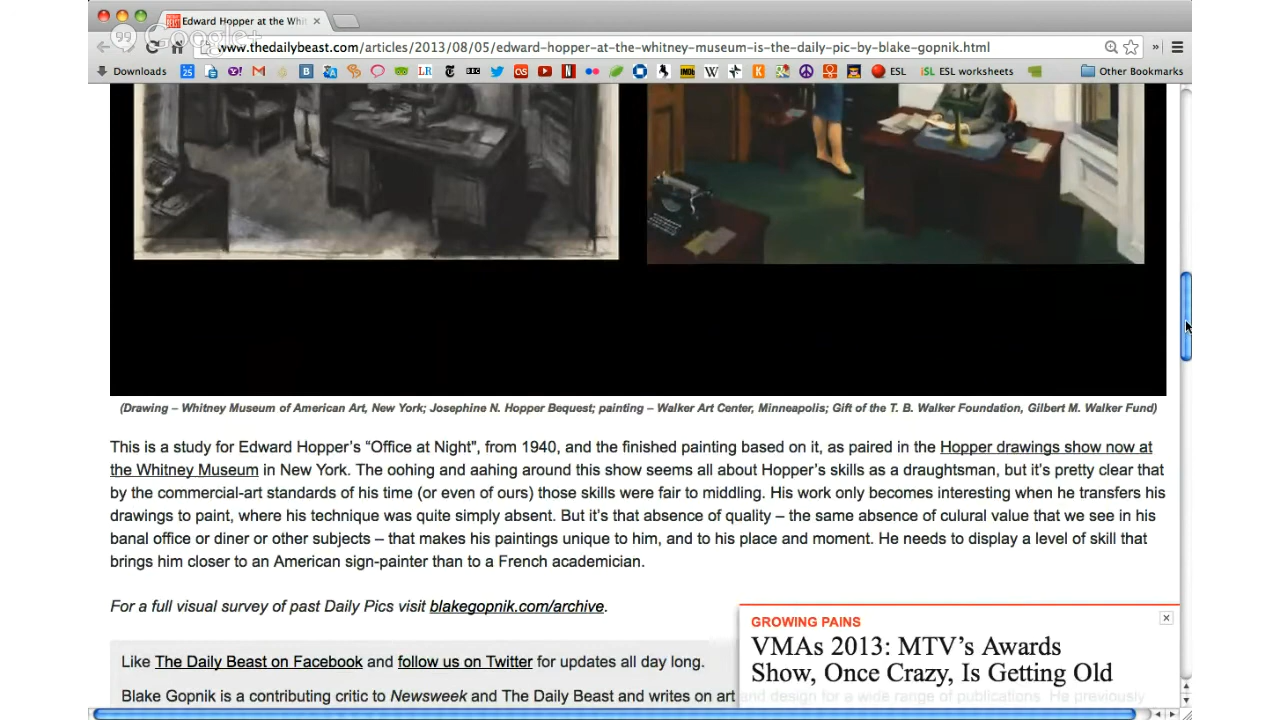 Edward Hopper at the Whi
Google+
www.thedailybeast.com/articles/2013/08/05/edward-hopper-at-the-whitney-museum-is-the-daily-pic-by-blake-gopnik.html
Downloads ESL ESL worksheets Other Bookmarks
(Drawing – Whitney Museum of American Art, New York; Josephine N. Hopper Bequest; painting – Walker Art Center, Minneapolis; Gift of the T. B. Walker Foundation, Gilbert M. Walker Fund)
This is a study for Edward Hopper's “Office at Night”, from 1940, and the finished painting based on it, as paired in the Hopper drawings show now at
the Whitney Museum in New York. The oohing and aahing around this show seems all about Hopper's skills as a draughtsman, but it's pretty clear that
by the commercial-art standards of his time (or even of ours) those skills were fair to middling. His work only becomes interesting when he transfers his
drawings to paint, where his technique was quite simply absent. But it's that absence of quality – the same absence of culural value that we see in his
banal office or diner or other subjects – that makes his paintings unique to him, and to his place and moment. He needs to display a level of skill that
brings him closer to an American sign-painter than to a French academician.
For a full visual survey of past Daily Pics visit blakegopnik.com/archive.
GROWING PAINS
VMAs 2013: MTV's Awards
Show, Once Crazy, Is Getting Old
Like The Daily Beast on Facebook and follow us on Twitter for updates all day long.
Blake Gopnik is a contributing critic to Newsweek and The Daily Beast and writes on art and design for a wide range of publications. He previously